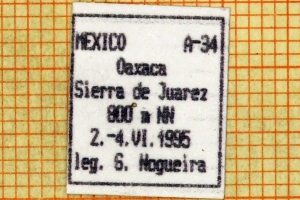 MEXICO A-34
Oaxaca
Sierra de Juarez
800 m NN
2.-4.VI.1995
leg. G. Nogueira